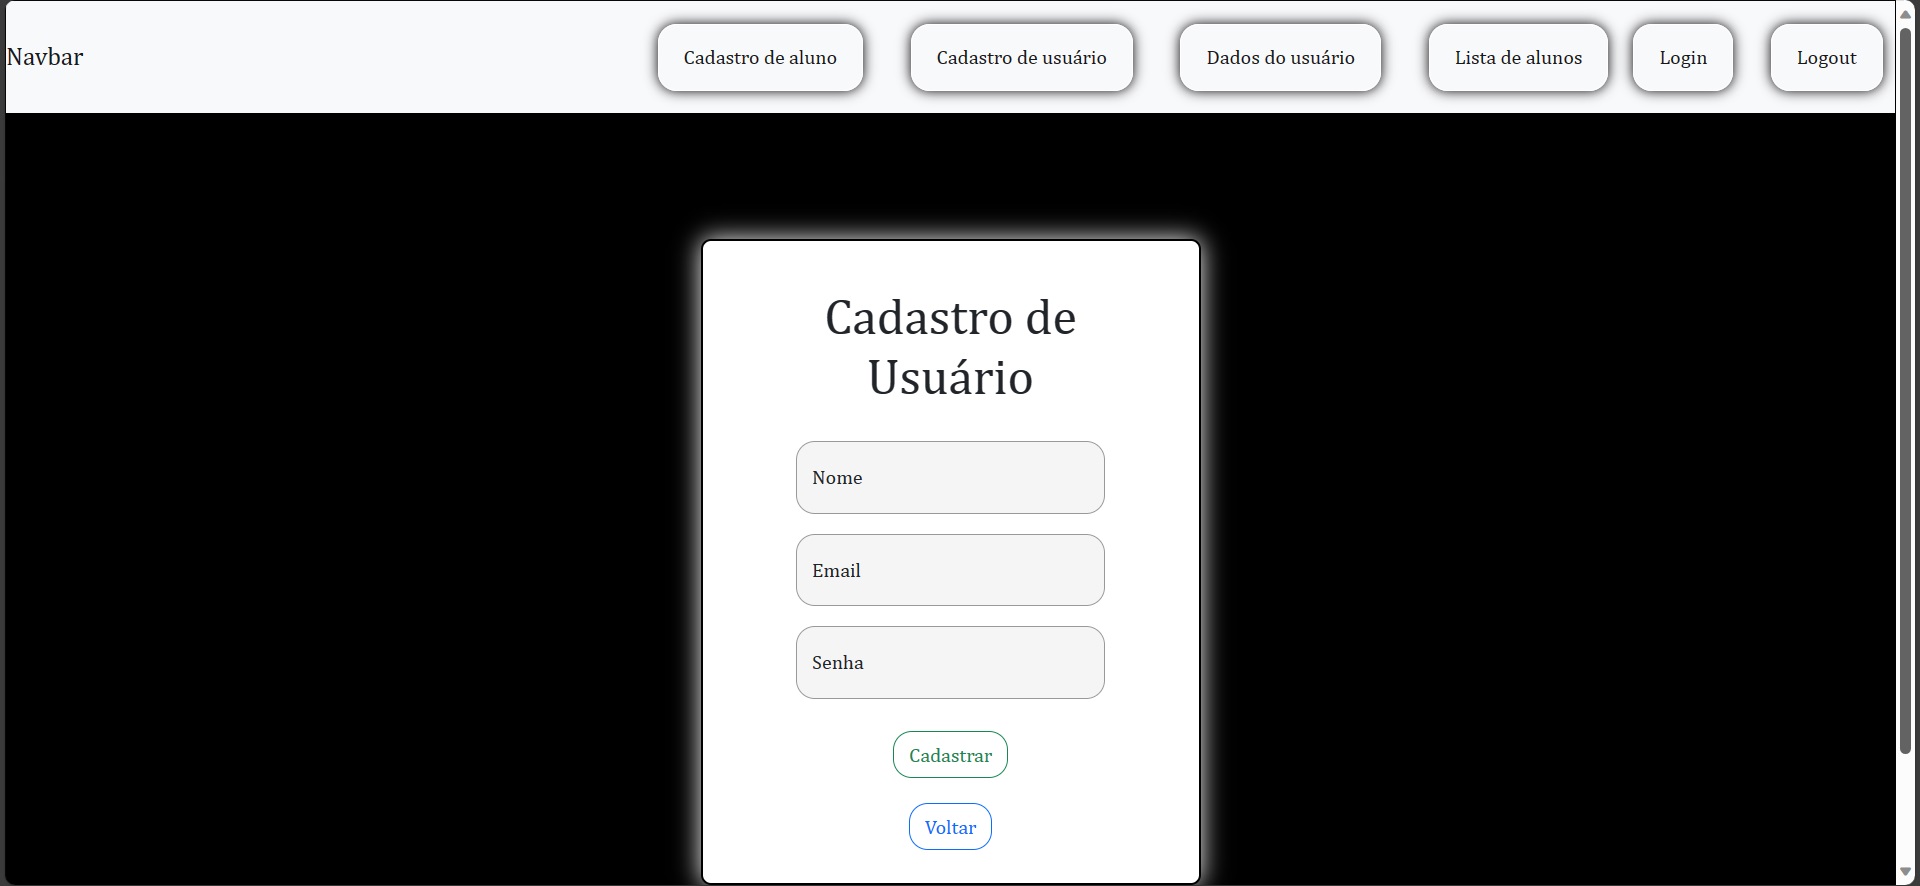 Navbar
Cadastro de aluno
Cadastro de usuário
Dados do usuário
Lista de alunos
Login
Logout
Cadastro de
Usuário
Nome
Email
Senha
Cadastrar
Voltar